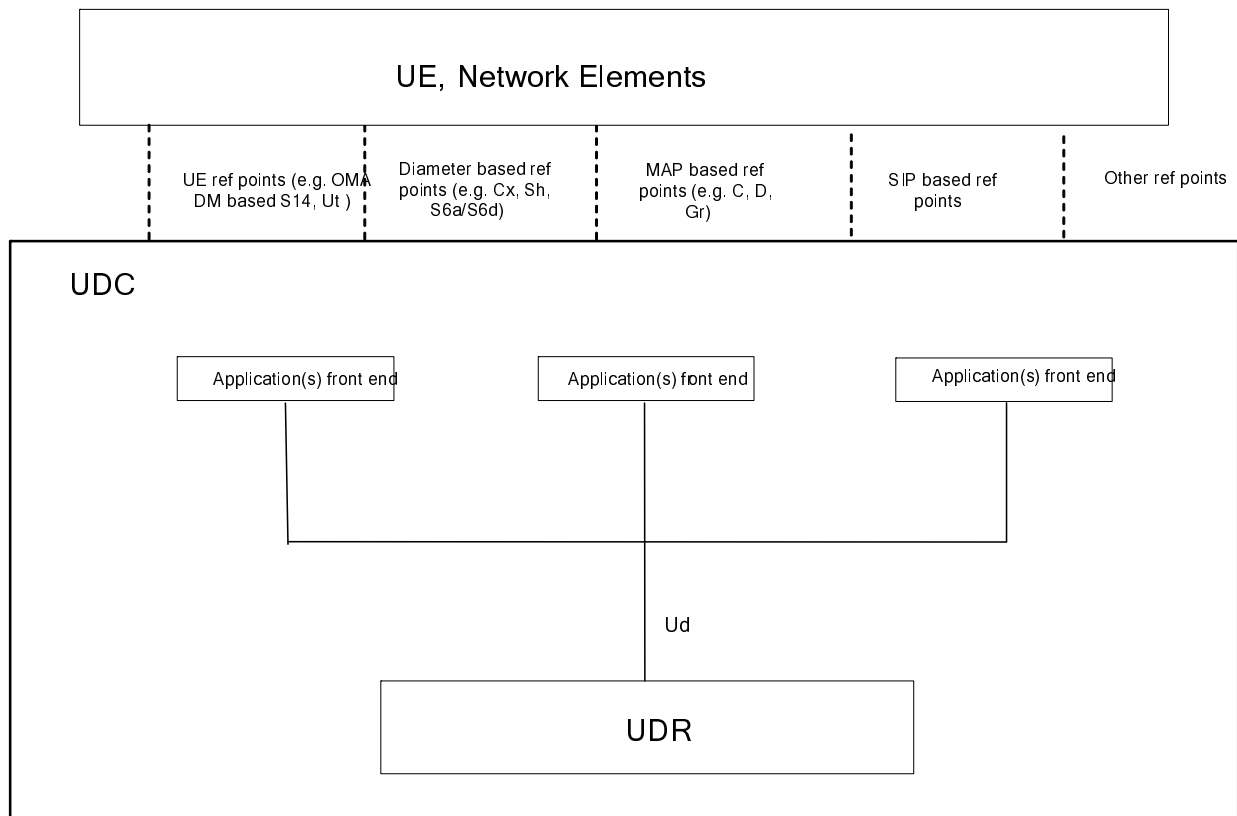 UE, Network Elements
UE ref points (e.g. OMA
DM based S14, Ut )
Diameter based ref
points (e.g. Cx, Sh,
S6a/S6d)
MAP based ref
points (e.g. C, D,
Gr)
SIP based ref
points
Other ref points
UDC
Application(s) front end
Application(s) front end
Application(s) front end
Ud
UDR